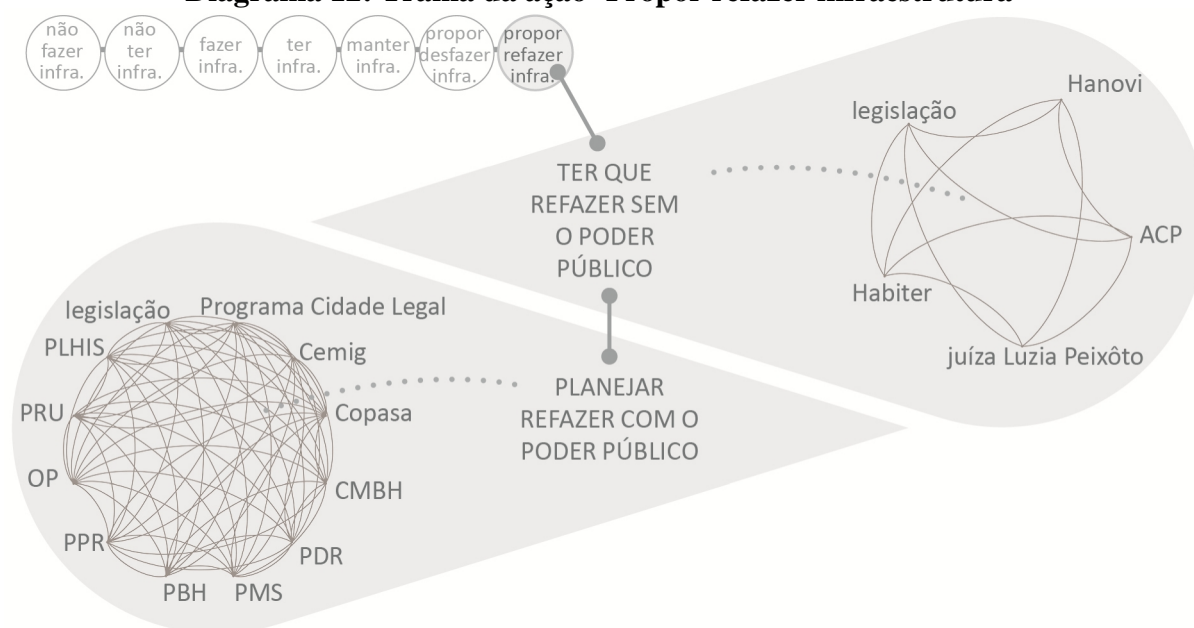 Diagrama 12: Trama da ação "Propor refazer infraestrutura"
não
fazer
infra.
não
ter
infra.
fazer
infra.
ter
infra.
manter
infra.
propor
desfazer
infra.
propor
refazer
infra.
TER QUE
REFAZER SEM
O PODER
PÚBLICO
Hanovi
legislação
ACP
Habiter
juíza Luzia Peixôto
PLANEJAR
REFAZER COM O
PODER PÚBLICO
legislação
Programa Cidade Legal
PLHIS
Cemig
PRU
Copasa
OP
CMBH
PPR
PDR
PBH
PMS